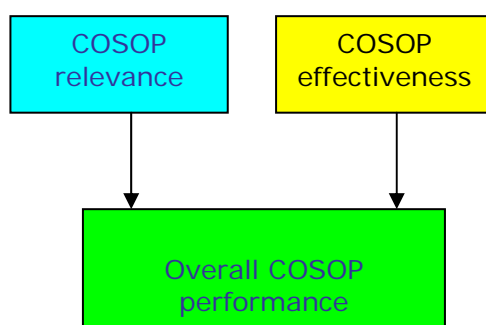 COSOP
relevance
COSOP
effectiveness
Overall COSOP
performance